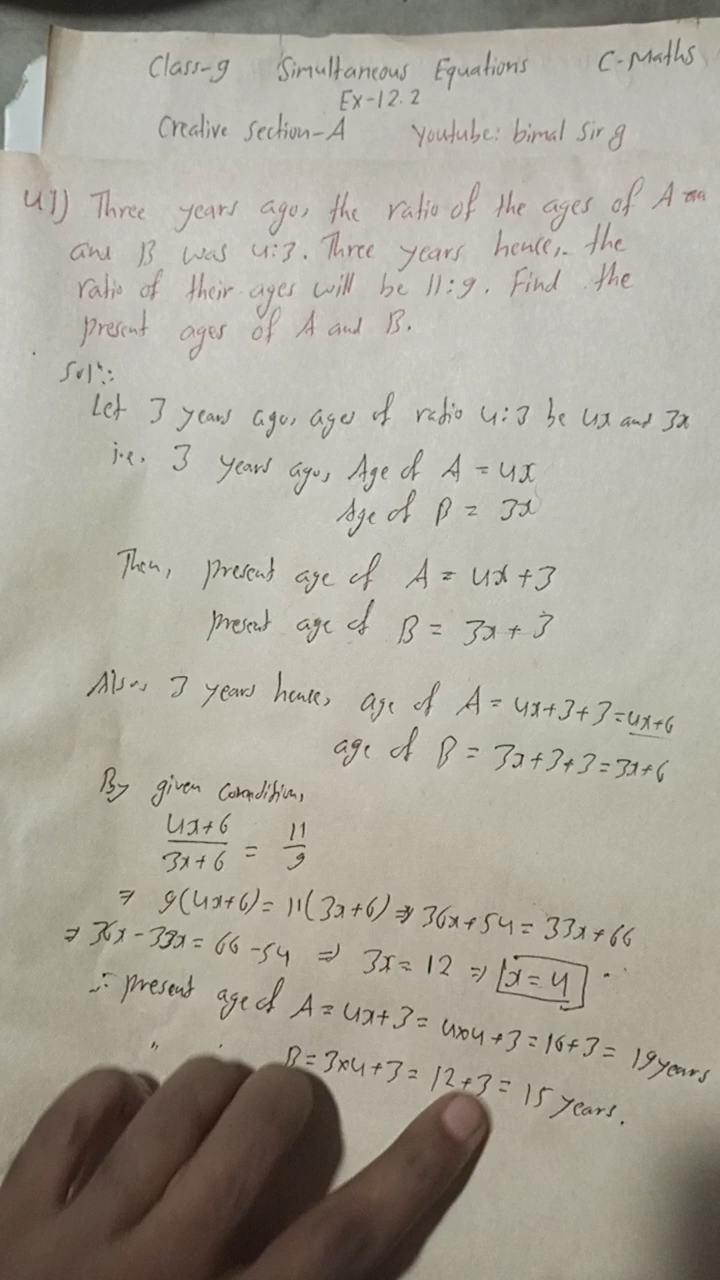 Class-9 Simultaneous Equations C-Maths
Ex-12.2
Creative Section-A Youtube: bimal Sir g
41) Three years ago, the ratio of the ages of A
and B was 4:3. Three years hence, the
ratio of their ages will be 11:9. Find the
present ages of A and B.
Solⁿ:
Let 3 years ago, ages of ratio 4:3 be 4x and 3x
i.e. 3 years ago, Age of A = 4x
Age of B = 3x
Then, present age of A = 4x+3
present age of B = 3x+3
Also, 3 years hence, age of A = 4x+3+3=4x+6
age of B = 3x+3+3=3x+6
By given condition,
4x+6/3x+6 = 11/9
⇒ 9(4x+6)=11(3x+6)⇒36x+54=33x+66
⇒36x-33x=66-54 ⇒ 3x=12 ⇒ x=4
∴ present age of A=4x+3=4x4+3=16+3=19years
" B=3x4+3=12+3=15 years.